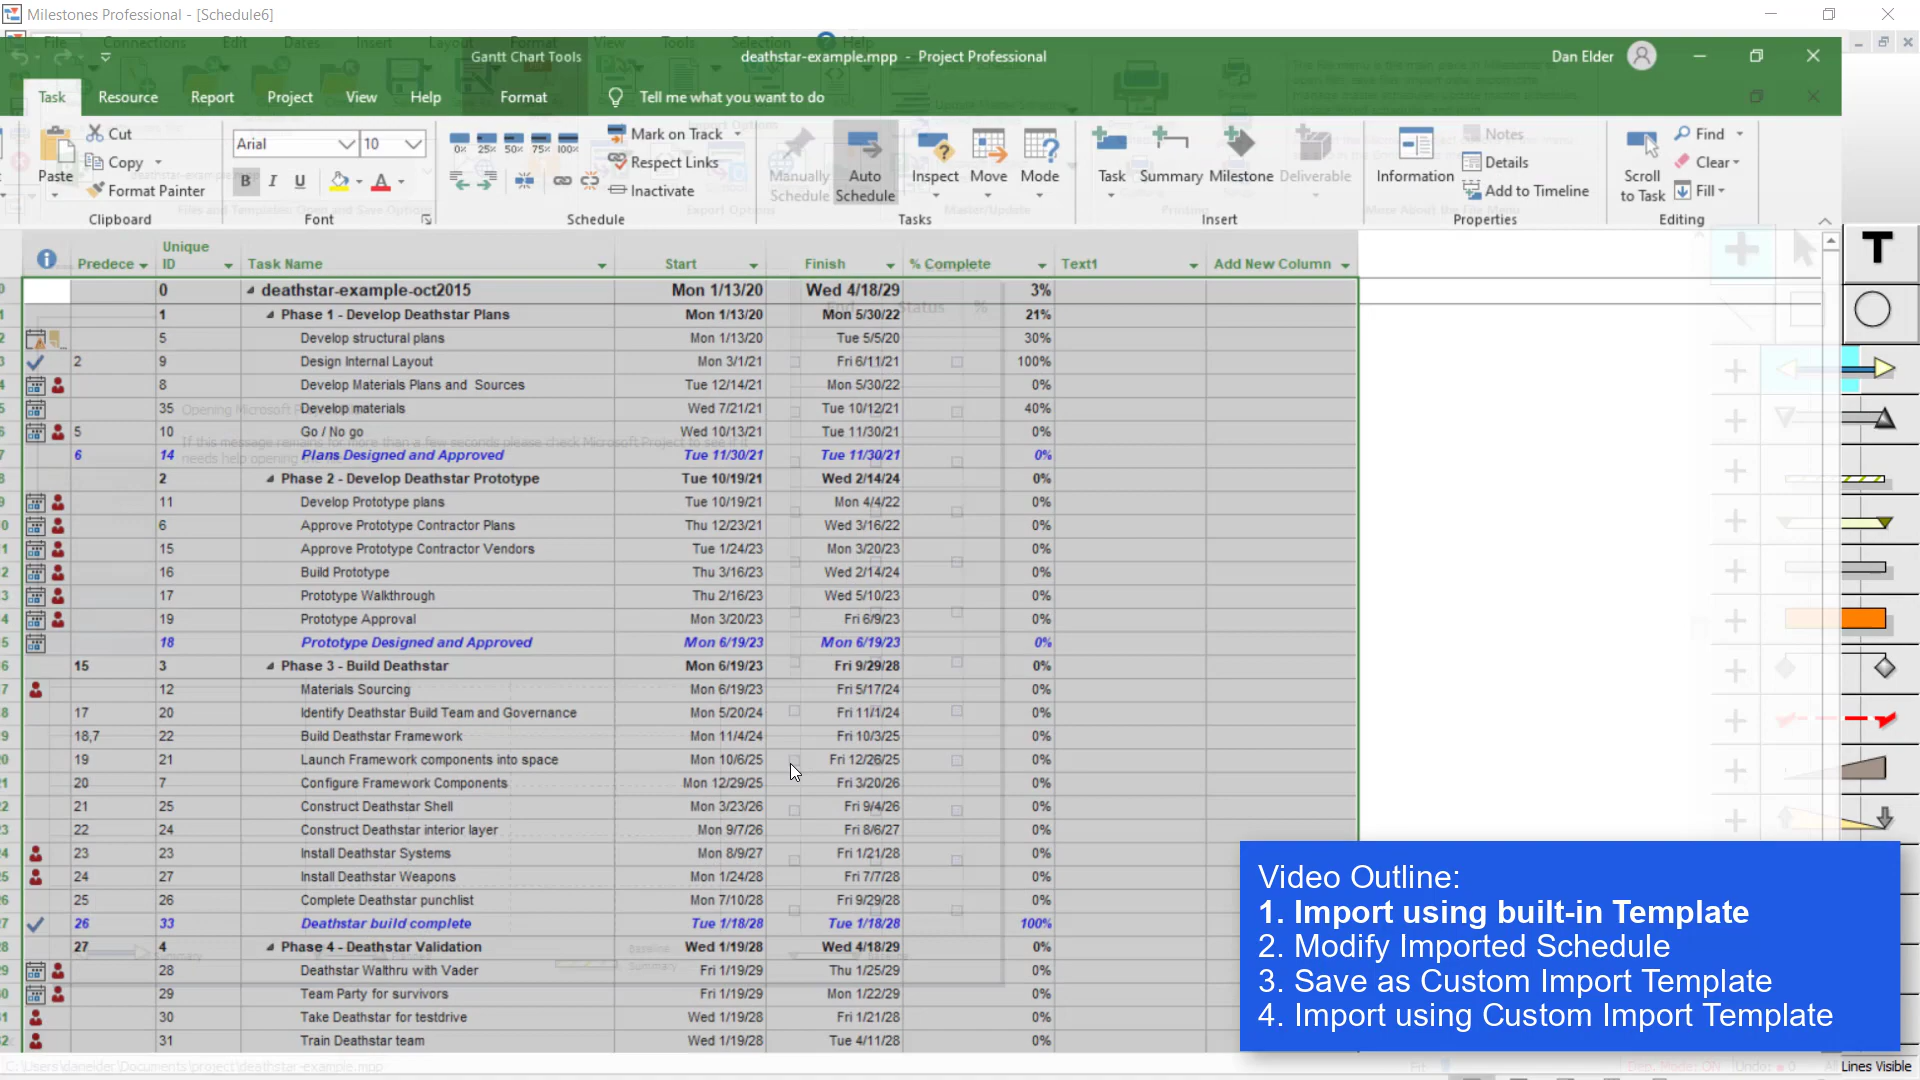 Milestones Professional - [Schedule6]
File Connections Edit Dates Insert Layout Format View Tools Selection Help
Gantt Chart Tools
deathstar-example.mpp - Project Professional
Dan Elder
Task Resource Report Project View Help Format Tell me what you want to do
Cut
Copy
Format Painter
Paste
Clipboard
Arial 10
B I U
Font
0% 25% 50% 75% 100%
Mark on Track
Respect Links
Inactivate
Schedule
Manually Schedule
Auto Schedule
Inspect Move Mode
Tasks
Task Summary Milestone Deliverable
Insert
Information
Notes
Details
Add to Timeline
Properties
Scroll to Task
Find
Clear
Fill
Editing
Predece Unique ID Task Name Start Finish % Complete Text1 Add New Column
0 deathstar-example-oct2015 Mon 1/13/20 Wed 4/18/29 3%
1 Phase 1 - Develop Deathstar Plans Mon 1/13/20 Mon 5/30/22 21%
5 Develop structural plans Mon 1/13/20 Tue 5/5/20 30%
2 9 Design Internal Layout Mon 3/1/21 Fri 6/11/21 100%
8 Develop Materials Plans and Sources Tue 12/14/21 Mon 5/30/22 0%
35 Develop materials Wed 7/21/21 Tue 10/12/21 40%
5 10 Go / No go Wed 10/13/21 Tue 11/30/21 0%
6 14 Plans Designed and Approved Tue 11/30/21 Tue 11/30/21 0%
2 Phase 2 - Develop Deathstar Prototype Tue 10/19/21 Wed 2/14/24 0%
11 Develop Prototype plans Tue 10/19/21 Mon 4/4/22 0%
6 Approve Prototype Contractor Plans Thu 12/23/21 Wed 3/16/22 0%
15 Approve Prototype Contractor Vendors Tue 1/24/23 Mon 3/20/23 0%
16 Build Prototype Thu 3/16/23 Wed 2/14/24 0%
17 Prototype Walkthrough Thu 2/16/23 Wed 5/10/23 0%
19 Prototype Approval Mon 3/20/23 Fri 6/9/23 0%
18 Prototype Designed and Approved Mon 6/19/23 Mon 6/19/23 0%
15 3 Phase 3 - Build Deathstar Mon 6/19/23 Fri 9/29/28 0%
12 Materials Sourcing Mon 6/19/23 Fri 5/17/24 0%
17 20 Identify Deathstar Build Team and Governance Mon 5/20/24 Fri 11/1/24 0%
18,7 22 Build Deathstar Framework Mon 11/4/24 Fri 10/3/25 0%
19 21 Launch Framework components into space Mon 10/6/25 Fri 12/26/25 0%
20 7 Configure Framework Components Mon 12/29/25 Fri 3/20/26 0%
21 25 Construct Deathstar Shell Mon 3/23/26 Fri 9/4/26 0%
22 24 Construct Deathstar interior layer Mon 9/7/26 Fri 8/6/27 0%
23 23 Install Deathstar Systems Mon 8/9/27 Fri 1/21/28 0%
24 27 Install Deathstar Weapons Mon 1/24/28 Fri 7/7/28 0%
25 26 Complete Deathstar punchlist Mon 7/10/28 Fri 9/29/28 0%
26 33 Deathstar build complete Tue 1/18/28 Tue 1/18/28 100%
27 4 Phase 4 - Deathstar Validation Wed 1/19/28 Wed 4/18/29 0%
28 Deathstar Walthru with Vader Fri 1/19/29 Thu 1/25/29 0%
29 Team Party for survivors Fri 1/19/29 Mon 1/22/29 0%
30 Take Deathstar for testdrive Wed 1/19/28 Fri 1/21/28 0%
31 Train Deathstar team Wed 1/19/28 Tue 4/11/28 0%
T
Video Outline:
1. Import using built-in Template
2. Modify Imported Schedule
3. Save as Custom Import Template
4. Import using Custom Import Template
C:\Users\danielder\Documents\project\deathstar-example.mpp
Lines Visible